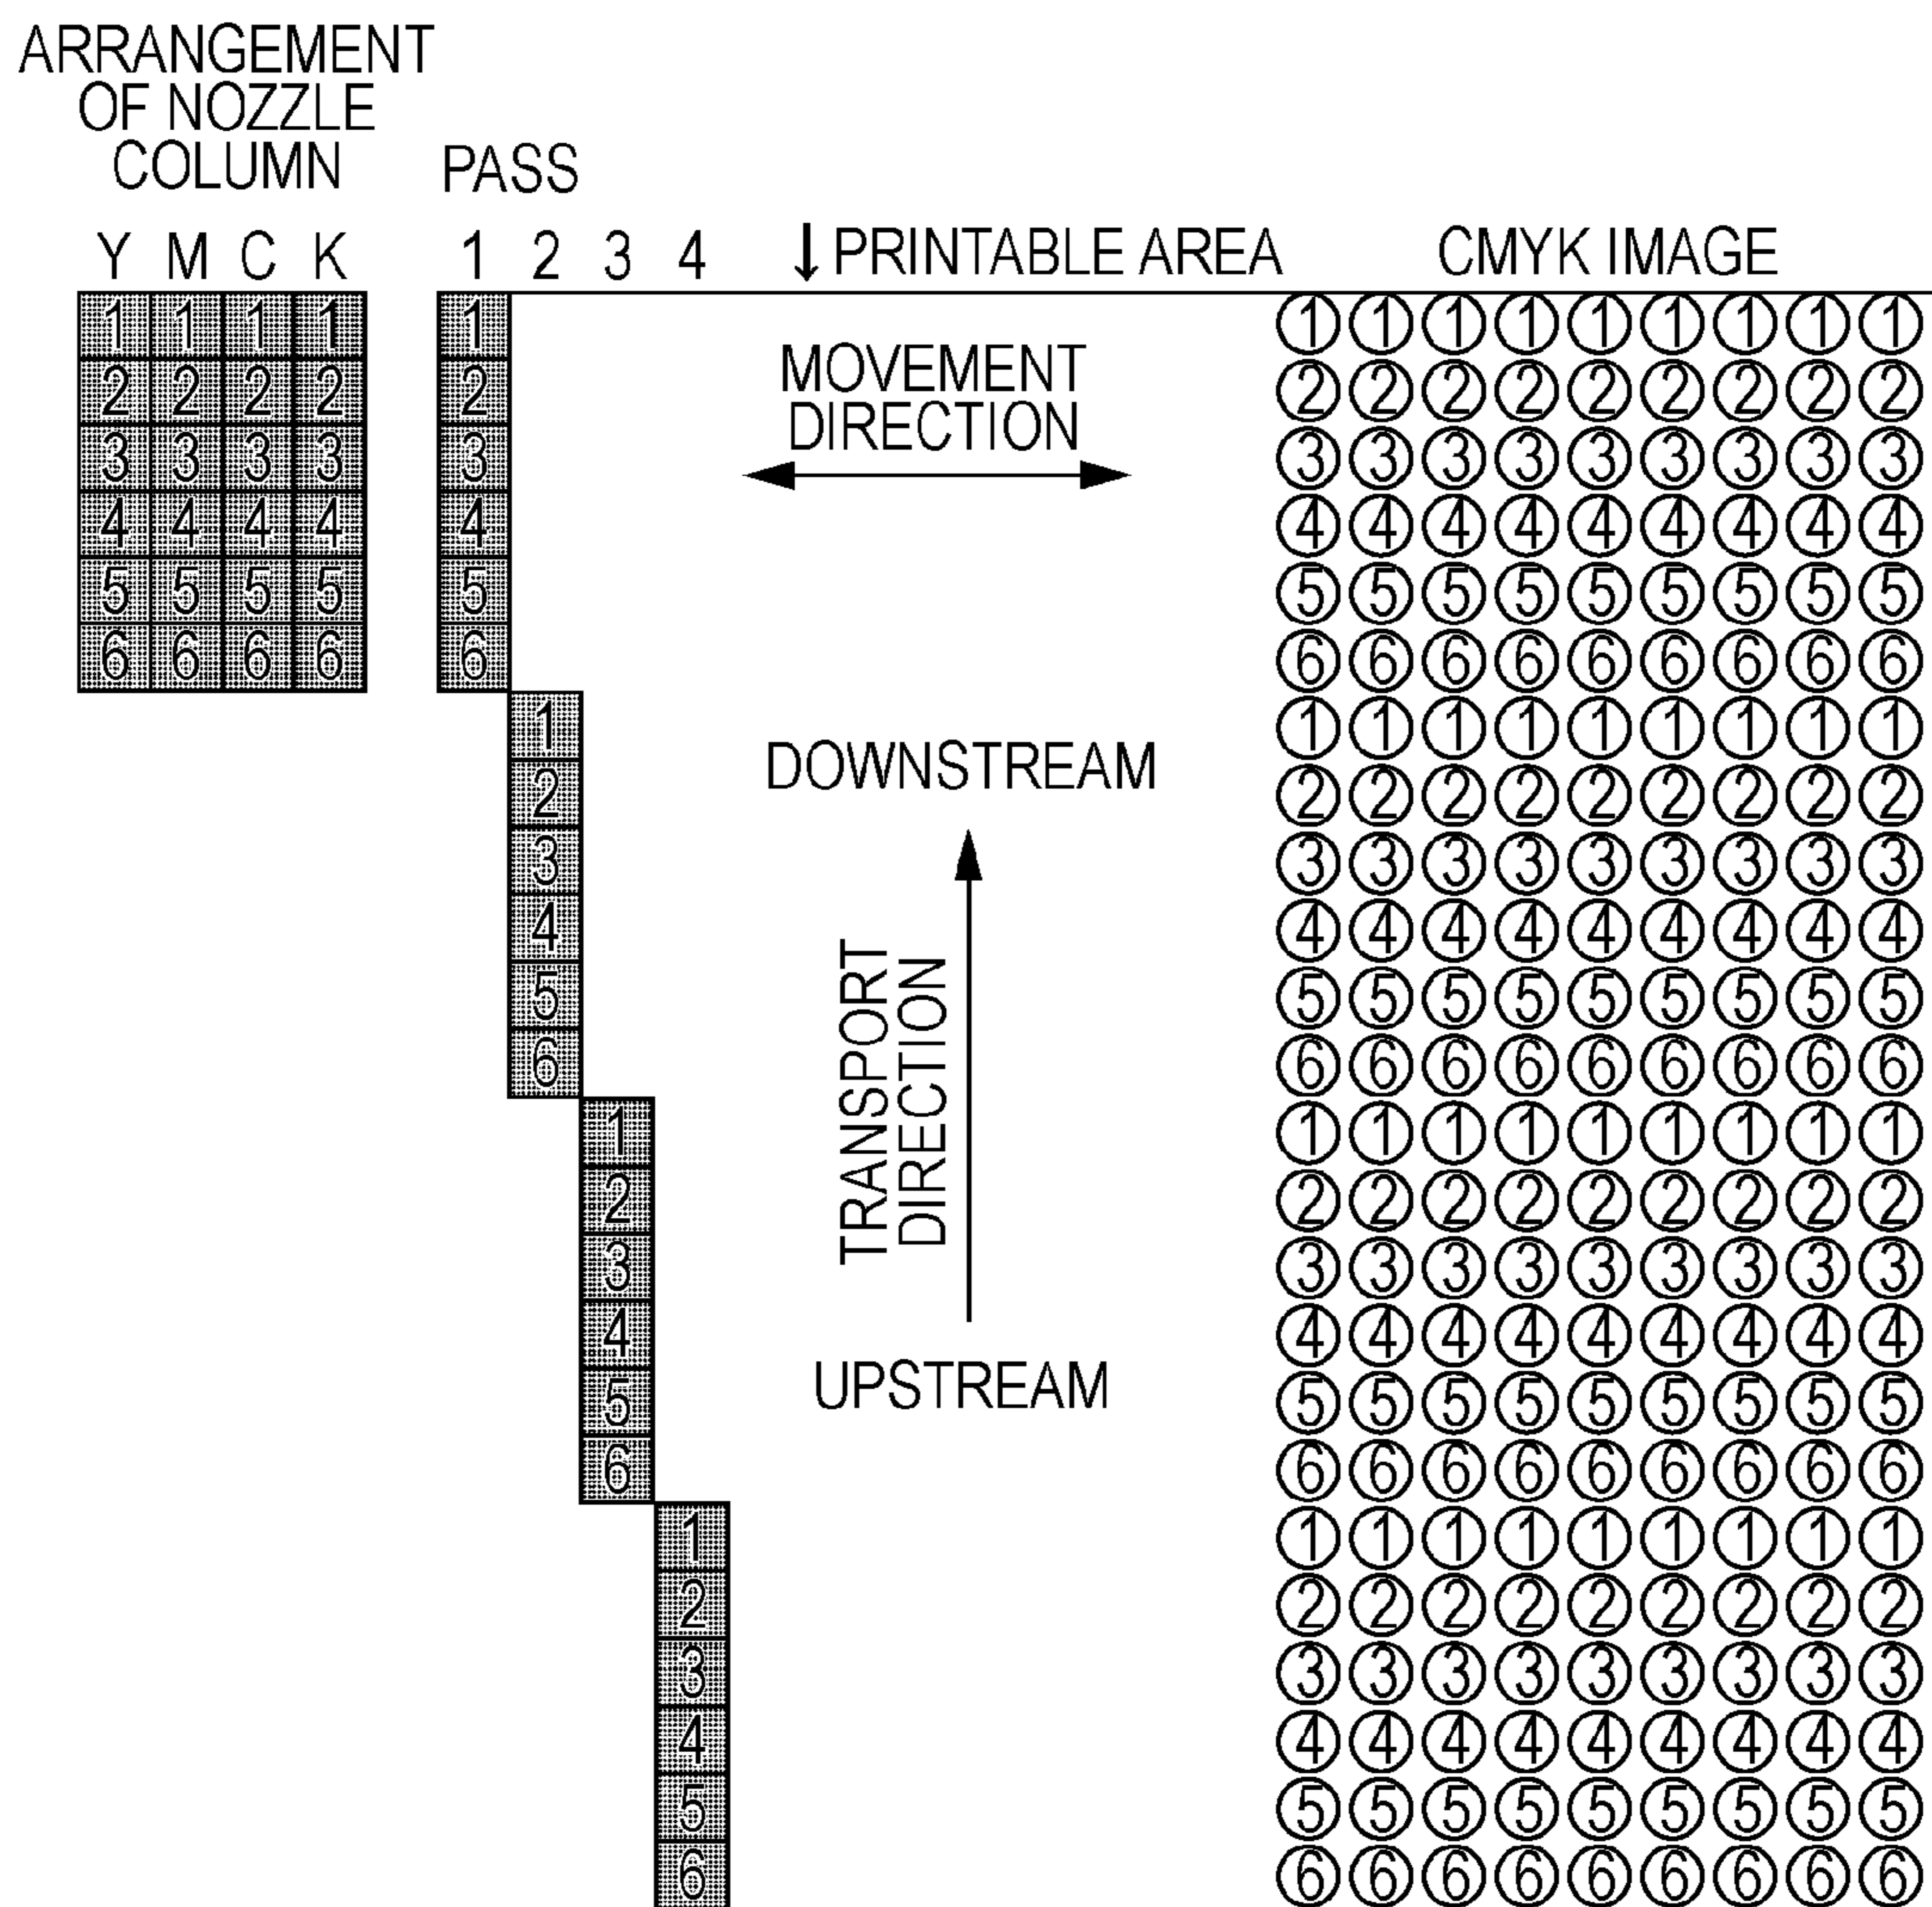 ARRANGEMENT
OF NOZZLE
COLUMN
PASS
Y M C K 1 2 3 4 ↓ PRINTABLE AREA CMYK IMAGE
1 1 1 1 1 1 1 1 1 1 1 1 1 1
2 2 2 2 2 2 2 2 2 2 2 2 2 2
3 3 3 3 3 3 3 3 3 3 3 3 3 3
4 4 4 4 4 4 4 4 4 4 4 4 4 4
5 5 5 5 5 5 5 5 5 5 5 5 5 5
6 6 6 6 6 6 6 6 6 6 6 6 6 6
MOVEMENT
DIRECTION
1 1 1 1 1 1 1 1 1 1
2 2 2 2 2 2 2 2 2 2
3 3 3 3 3 3 3 3 3 3
4 4 4 4 4 4 4 4 4 4
5 5 5 5 5 5 5 5 5 5
6 6 6 6 6 6 6 6 6 6
DOWNSTREAM
TRANSPORT
DIRECTION
UPSTREAM
1 1 1 1 1 1 1 1 1 1
2 2 2 2 2 2 2 2 2 2
3 3 3 3 3 3 3 3 3 3
4 4 4 4 4 4 4 4 4 4
5 5 5 5 5 5 5 5 5 5
6 6 6 6 6 6 6 6 6 6
1 1 1 1 1 1 1 1 1 1
2 2 2 2 2 2 2 2 2 2
3 3 3 3 3 3 3 3 3 3
4 4 4 4 4 4 4 4 4 4
5 5 5 5 5 5 5 5 5 5
6 6 6 6 6 6 6 6 6 6